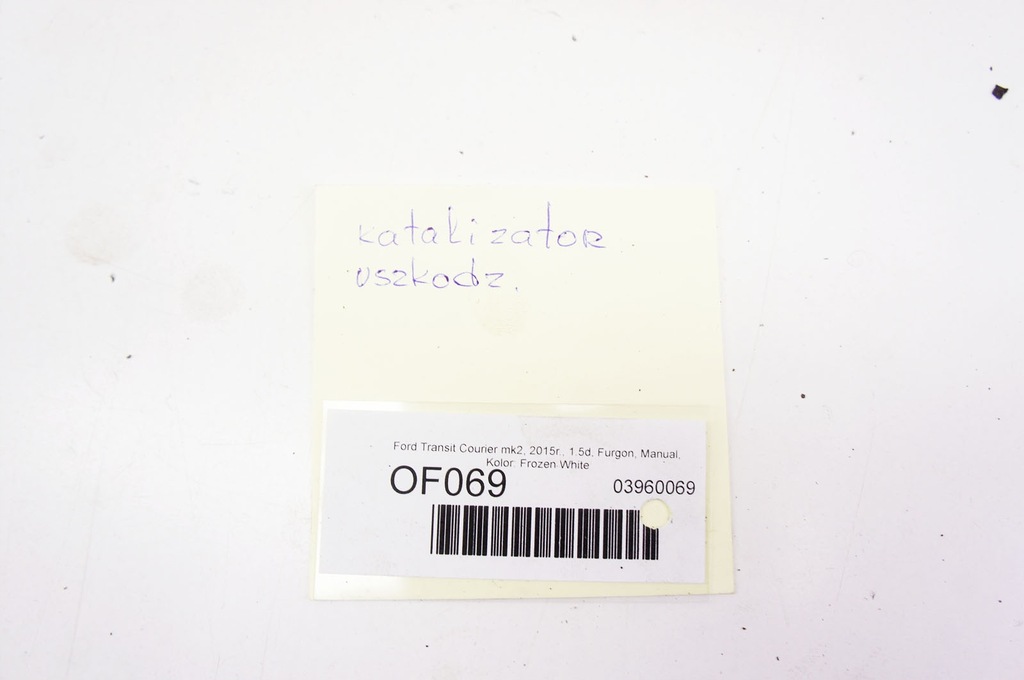 katalizator
uszkodz.
Ford Transit Courier mk2, 2015r., 1.5d, Furgon, Manual,
Kolor: Frozen White
OF069
03960069